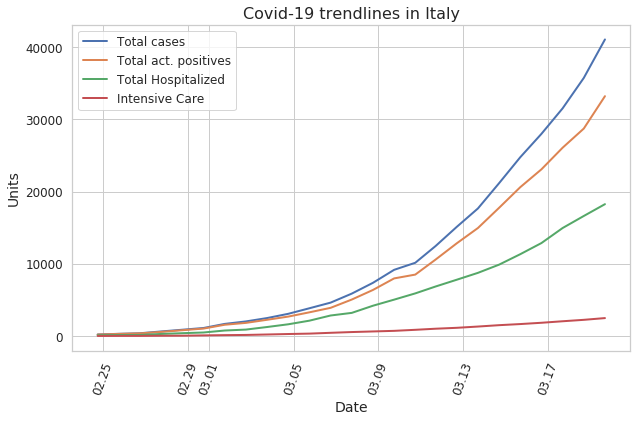 Covid-19 trendlines in Italy
Total cases
Total act. positives
Total Hospitalized
Intensive Care
40000
30000
20000
10000
0
Units
02.25
02.29
03.01
03.05
03.09
03.13
03.17
Date